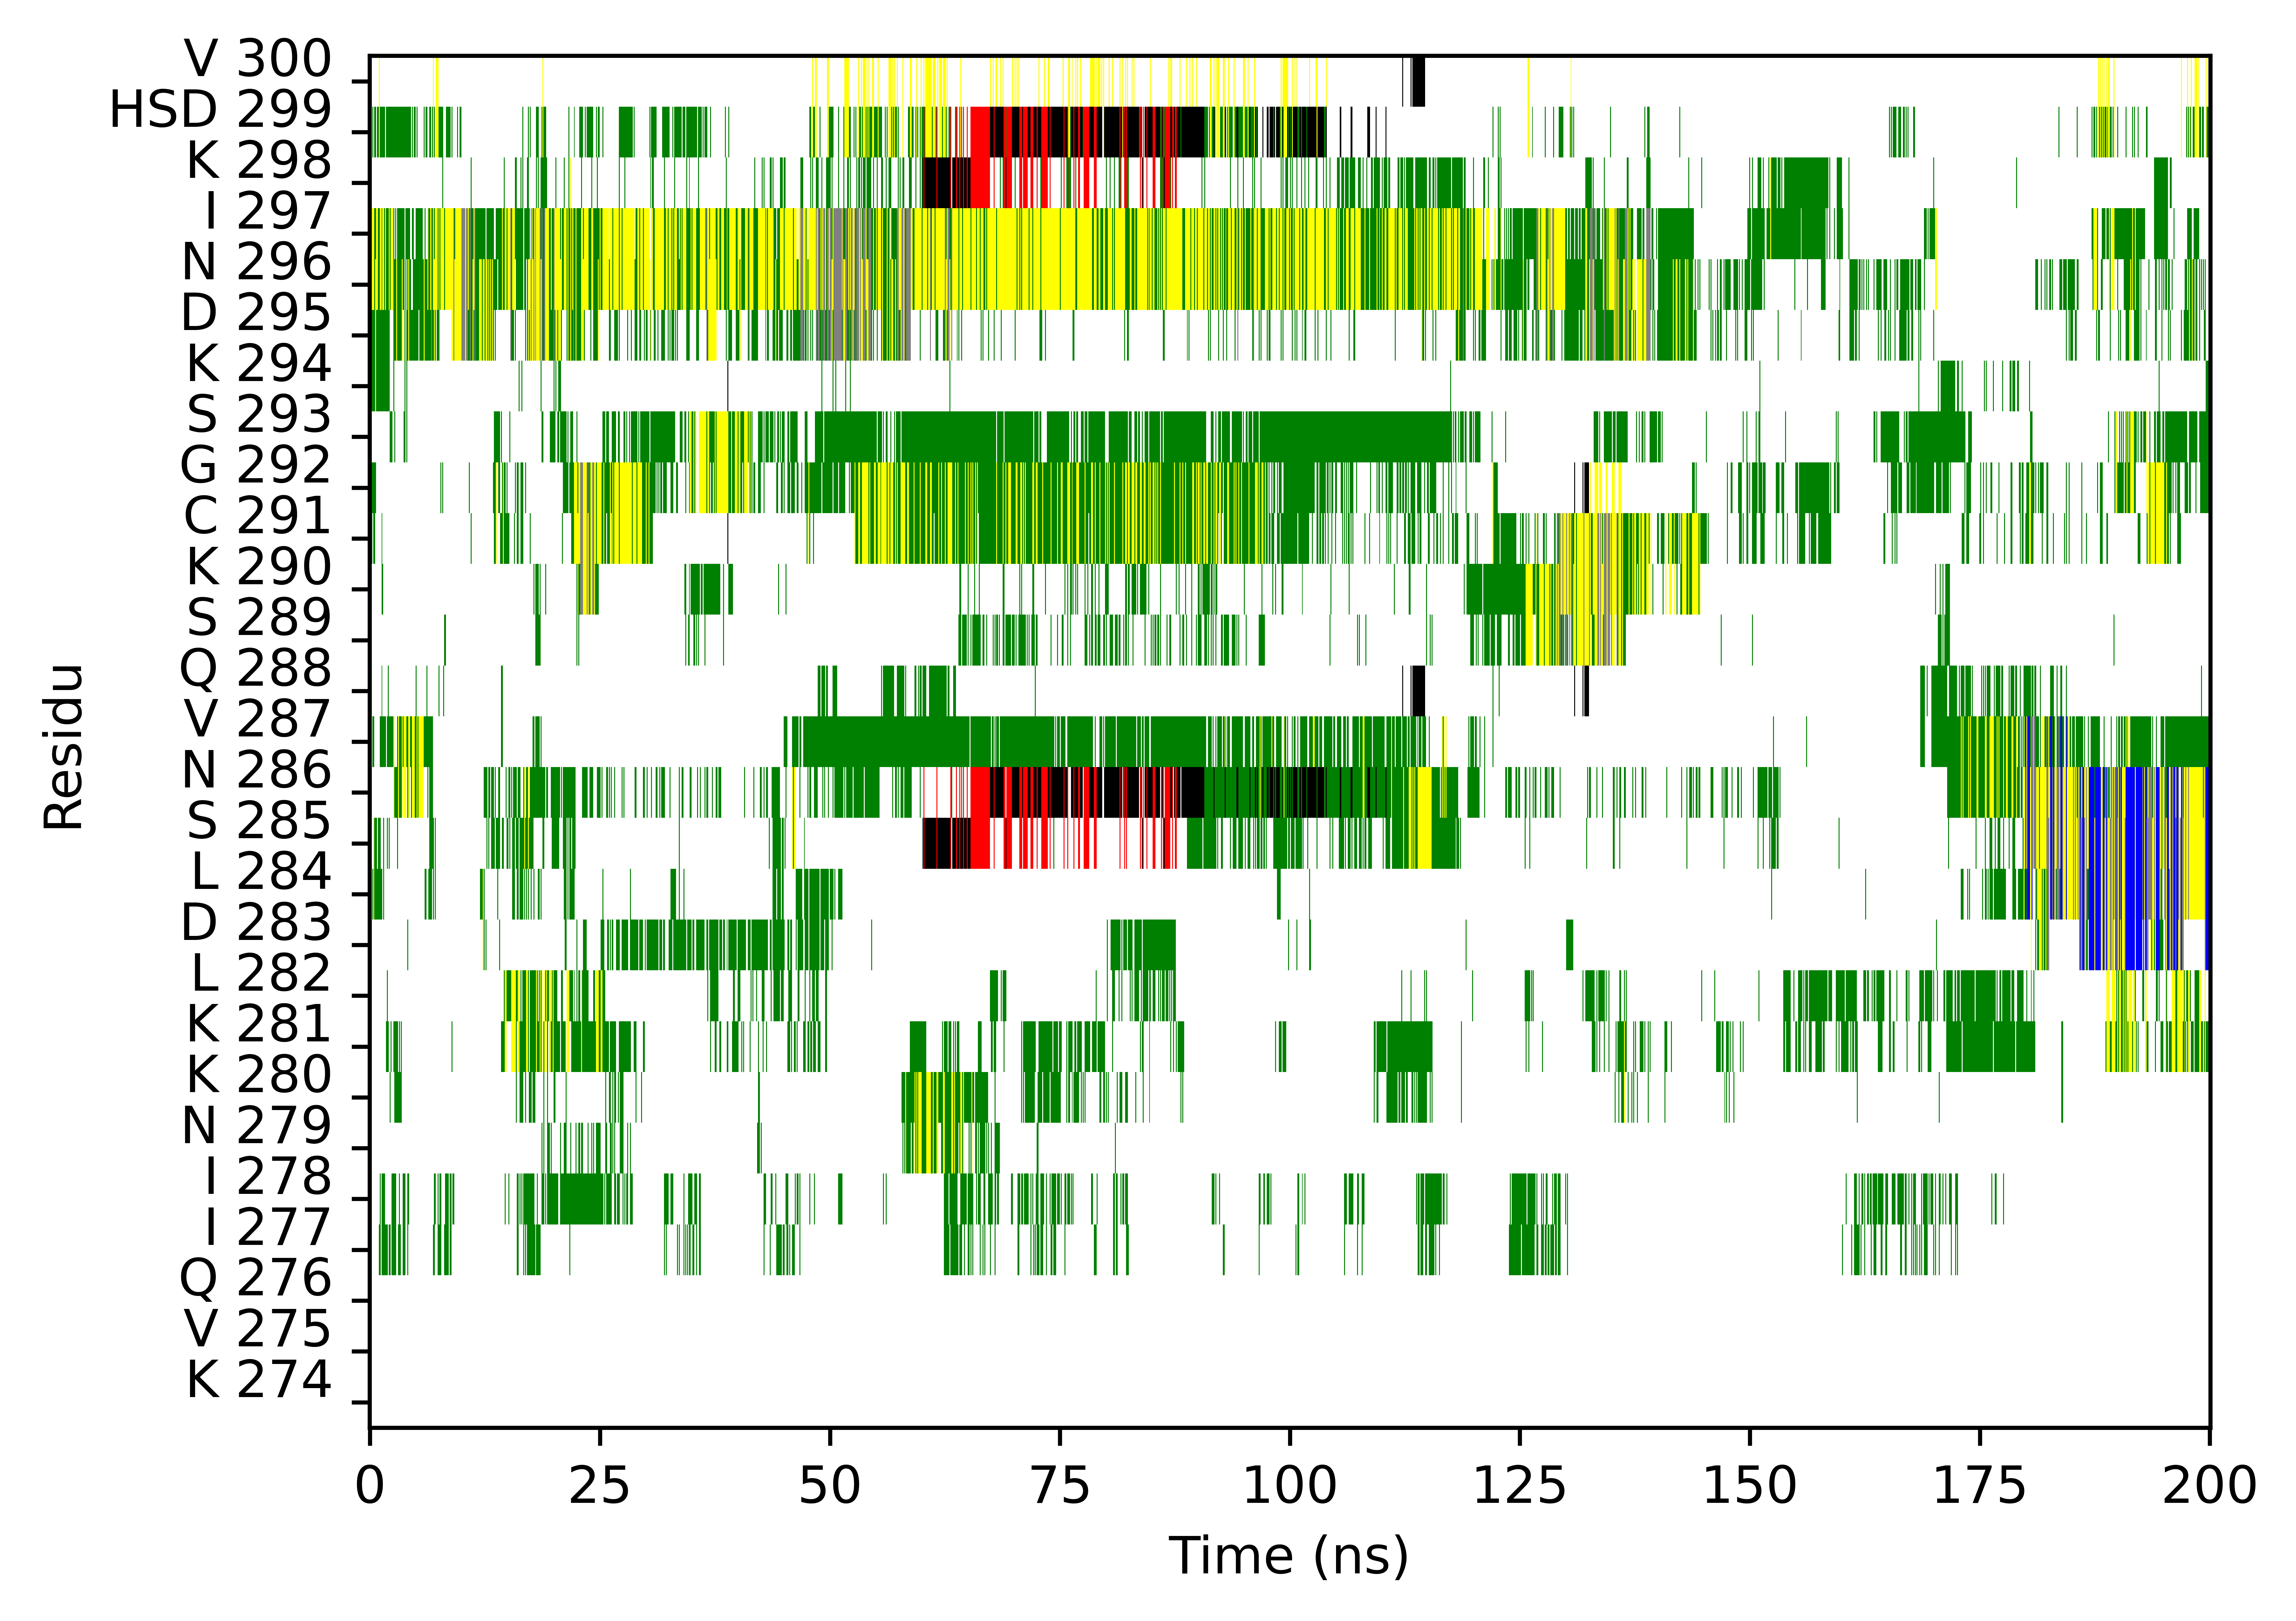 V 300
HSD 299
K 298
I 297
N 296
D 295
K 294
S 293
G 292
C 291
K 290
S 289
Q 288
V 287
N 286
S 285
L 284
D 283
L 282
K 281
K 280
N 279
I 278
I 277
Q 276
V 275
K 274
Residu
0 25 50 75 100 125 150 175 200
Time (ns)